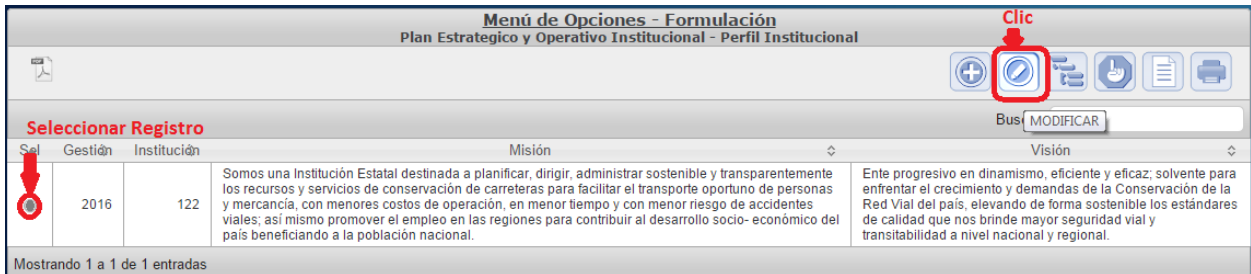 Menú de Opciones - Formulación
Clic
Plan Estrategico y Operativo Institucional - Perfil Institucional
MODIFICAR
Seleccionar Registro
Sel Gestión Institución Misión Visión
2016 122
Somos una Institución Estatal destinada a planificar, dirigir, administrar sostenible y transparentemente
los recursos y servicios de conservación de carreteras para facilitar el transporte oportuno de personas
y mercancía, con menores costos de operación, en menor tiempo y con menor riesgo de accidentes
viales; así mismo promover el empleo en las regiones para contribuir al desarrollo socio- económico del
país beneficiando a la población nacional.
Ente progresivo en dinamismo, eficiente y eficaz; solvente para
enfrentar el crecimiento y demandas de la Conservación de la
Red Vial del país, elevando de forma sostenible los estándares
de calidad que nos brinde mayor seguridad vial y
transitabilidad a nivel nacional y regional.
Mostrando 1 a 1 de 1 entradas